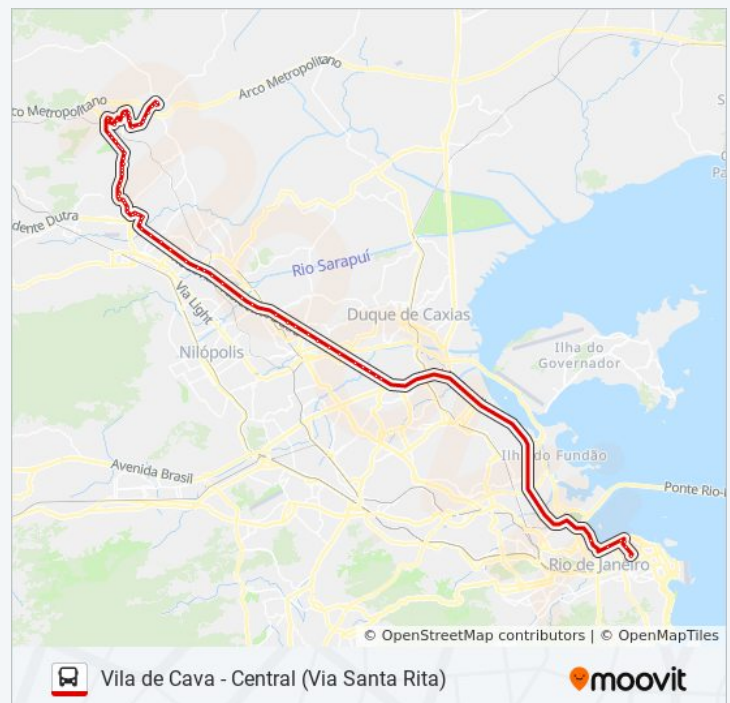 Arco Metropolitano
co Metropolitano
dente Dutra
Rio Sarapuí
Via Light
Duque de Caxias
Nilópolis
Ilha do
Governador
Avenida Brasil
Ilha do Fundão
Ponte Rio-
Rio de Janeiro
© OpenStreetMap contributors | © OpenMapTiles
Vila de Cava - Central (Via Santa Rita)
moovit